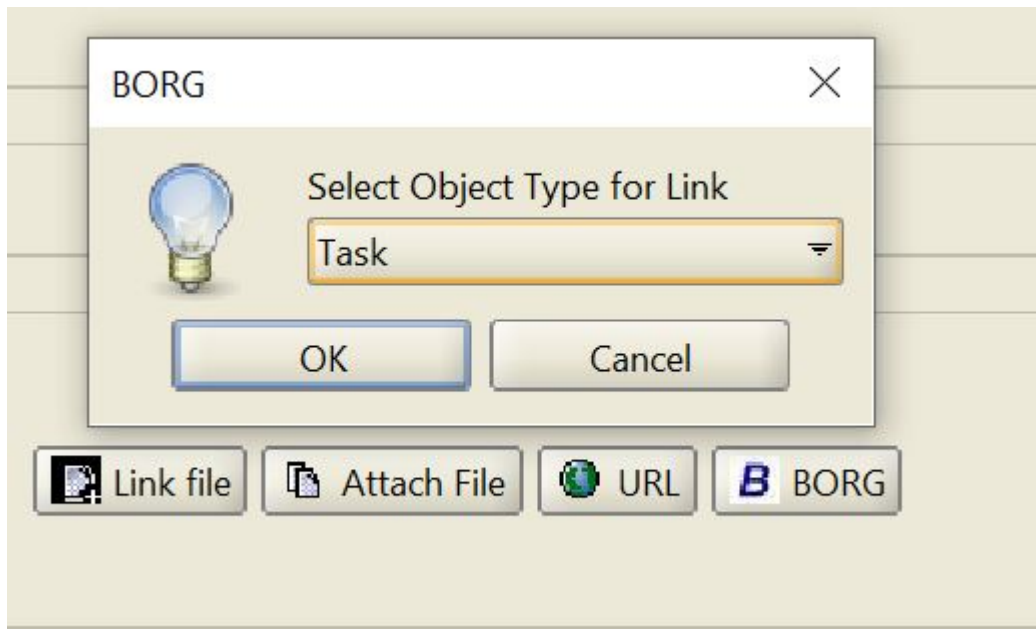 BORG
Select Object Type for Link
Task
OK Cancel
Link file Attach File URL B BORG